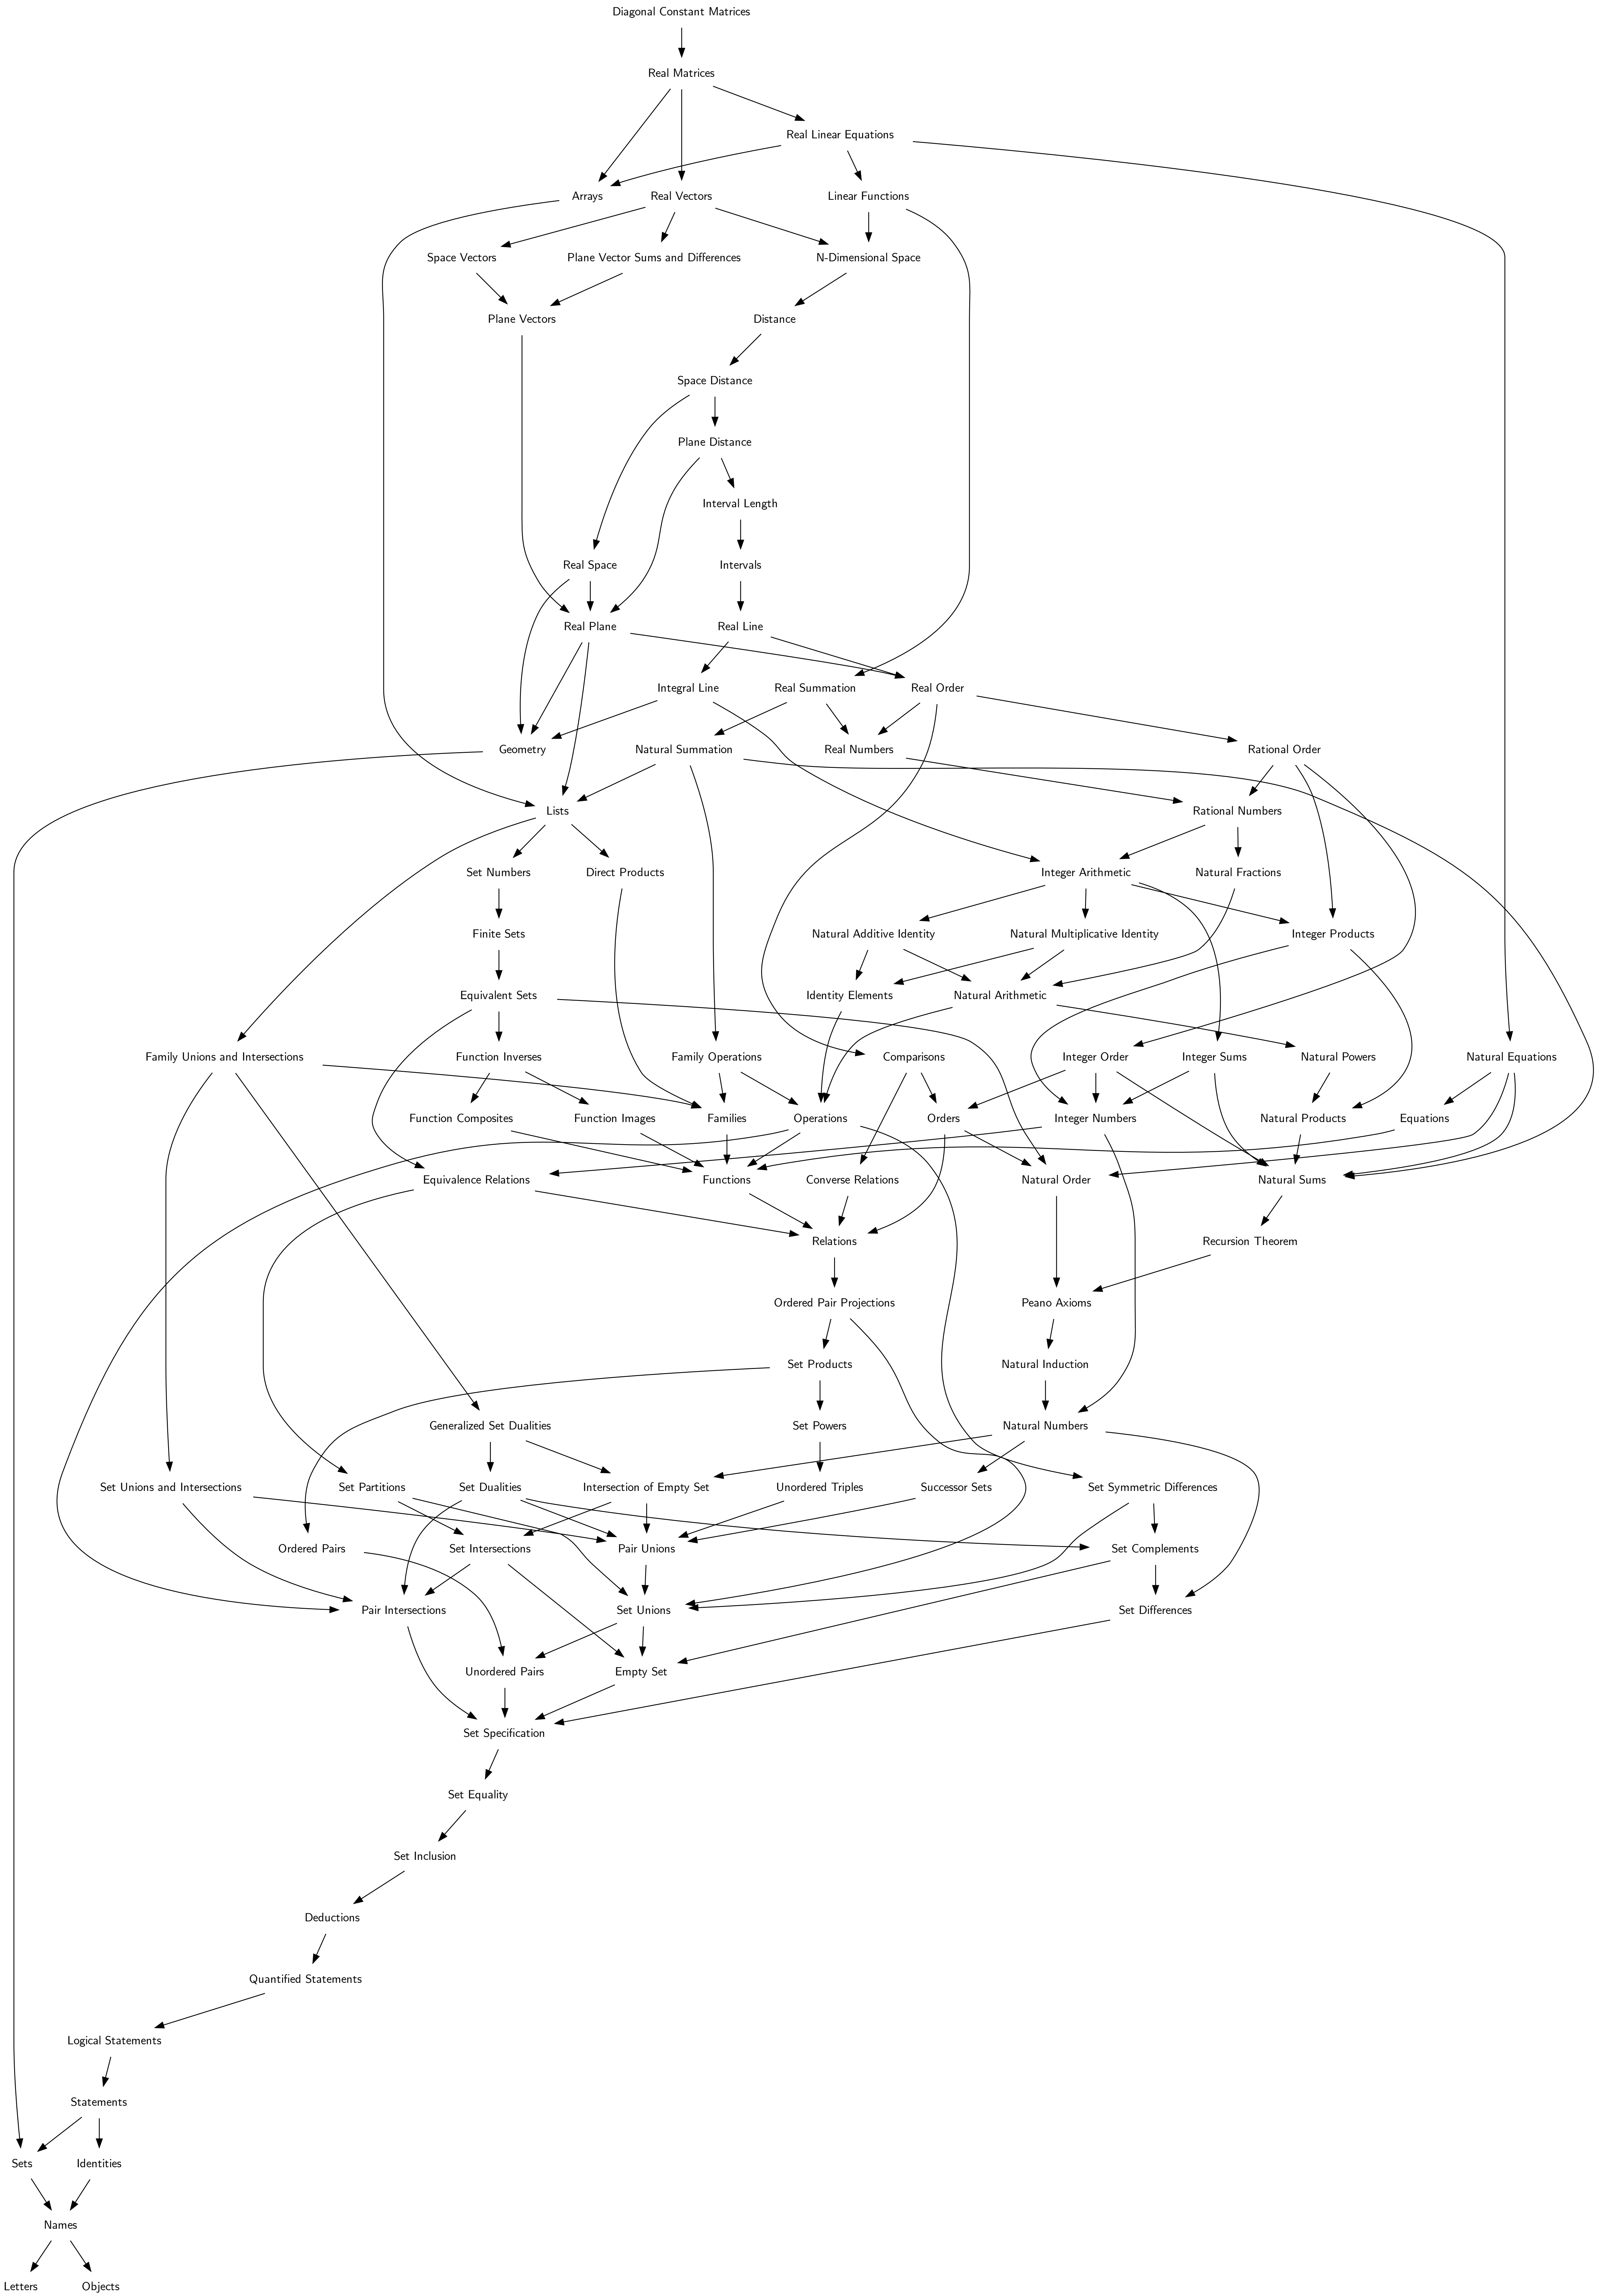 Diagonal Constant Matrices
Real Matrices
Real Linear Equations
Arrays
Real Vectors
Linear Functions
Space Vectors
Plane Vector Sums and Differences
N-Dimensional Space
Plane Vectors
Distance
Space Distance
Plane Distance
Interval Length
Real Space
Intervals
Real Plane
Real Line
Integral Line
Real Summation
Real Order
Geometry
Natural Summation
Real Numbers
Rational Order
Lists
Rational Numbers
Set Numbers
Direct Products
Integer Arithmetic
Natural Fractions
Finite Sets
Natural Additive Identity
Natural Multiplicative Identity
Integer Products
Equivalent Sets
Identity Elements
Natural Arithmetic
Family Unions and Intersections
Function Inverses
Family Operations
Comparisons
Integer Order
Integer Sums
Natural Powers
Natural Equations
Function Composites
Function Images
Families
Operations
Orders
Integer Numbers
Natural Products
Equations
Equivalence Relations
Functions
Converse Relations
Natural Order
Natural Sums
Relations
Recursion Theorem
Ordered Pair Projections
Peano Axioms
Set Products
Natural Induction
Generalized Set Dualities
Set Powers
Natural Numbers
Set Unions and Intersections
Set Partitions
Set Dualities
Intersection of Empty Set
Unordered Triples
Successor Sets
Set Symmetric Differences
Ordered Pairs
Set Intersections
Pair Unions
Set Complements
Pair Intersections
Set Unions
Set Differences
Unordered Pairs
Empty Set
Set Specification
Set Equality
Set Inclusion
Deductions
Quantified Statements
Logical Statements
Statements
Sets
Identities
Names
Letters
Objects